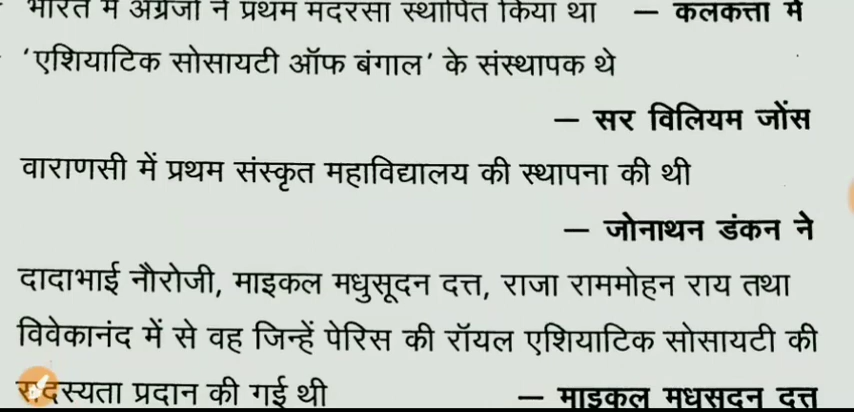 भारत में अंग्रेजों ने प्रथम मदरसा स्थापित किया था — कलकत्ता में
'एशियाटिक सोसायटी ऑफ बंगाल' के संस्थापक थे
— सर विलियम जोंस
वाराणसी में प्रथम संस्कृत महाविद्यालय की स्थापना की थी
— जोनाथन डंकन ने
दादाभाई नौरोजी, माइकल मधुसूदन दत्त, राजा राममोहन राय तथा
विवेकानंद में से वह जिन्हें पेरिस की रॉयल एशियाटिक सोसायटी की
सदस्यता प्रदान की गई थी — माइकल मधुसूदन दत्त